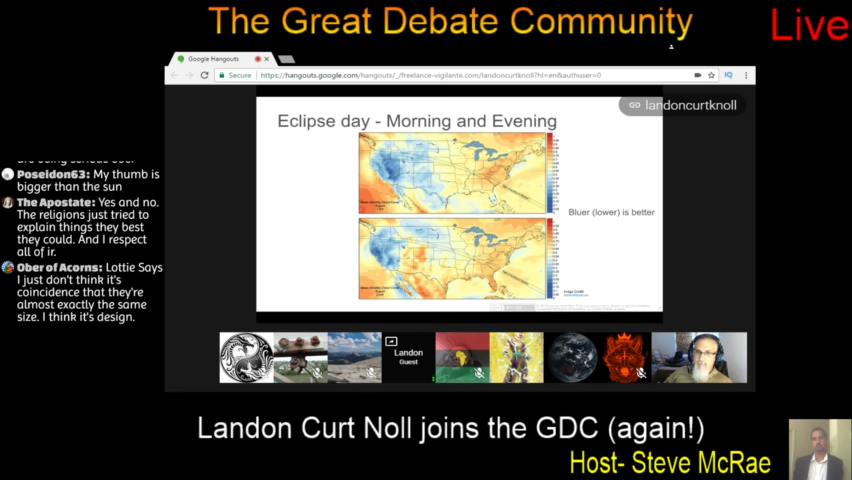 The Great Debate Community
Live
Google Hangouts
Secure
https://hangouts.google.com/hangouts/_/freelance-vigilante.com/landoncurtknoll?hl=en&authuser=0
landoncurtknoll
Eclipse day - Morning and Evening
Bluer (lower) is better
Poseidon63: My thumb is
bigger than the sun
The Apostate: Yes and no.
The religions just tried to
explain things they best
they could. And I respect
all of ir.
Ober of Acorns: Lottie Says
I just don't think it's
coincidence that they're
almost exactly the same
size. I think it's design.
Landon
Guest
Landon Curt Noll joins the GDC (again!)
Host- Steve McRae